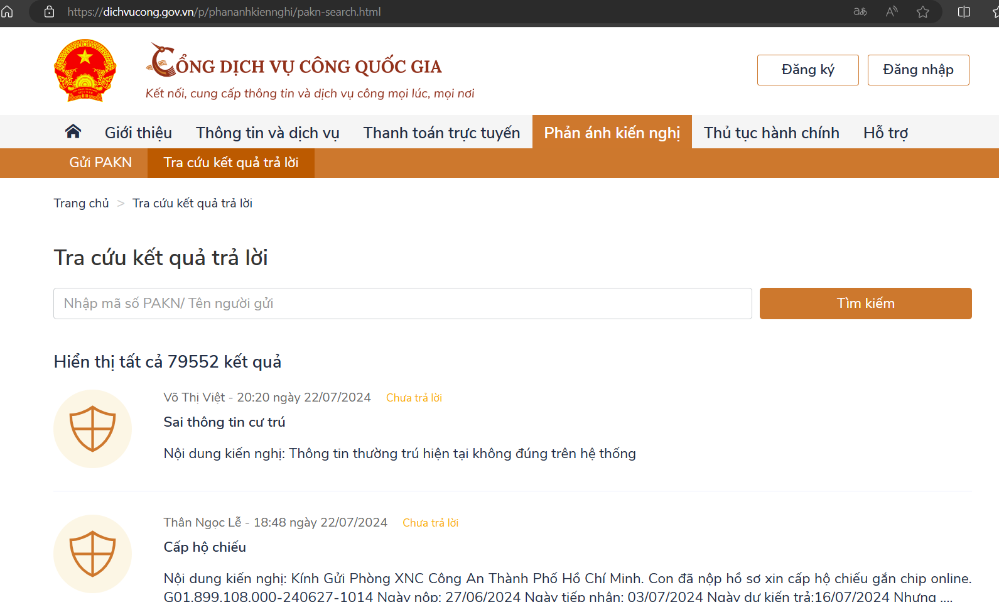 https://dichvucong.gov.vn/p/phananhkiennghi/pakn-search.html
CỔNG DỊCH VỤ CÔNG QUỐC GIA
Kết nối, cung cấp thông tin và dịch vụ công mọi lúc, mọi nơi
Đăng ký
Đăng nhập
Giới thiệu
Thông tin và dịch vụ
Thanh toán trực tuyến
Phản ánh kiến nghị
Thủ tục hành chính
Hỗ trợ
Gửi PAKN
Tra cứu kết quả trả lời
Trang chủ > Tra cứu kết quả trả lời
Tra cứu kết quả trả lời
Nhập mã số PAKN/ Tên người gửi
Tìm kiếm
Hiển thị tất cả 79552 kết quả
Võ Thị Việt - 20:20 ngày 22/07/2024 Chưa trả lời
Sai thông tin cư trú
Nội dung kiến nghị: Thông tin thường trú hiện tại không đúng trên hệ thống
Thân Ngọc Lễ - 18:48 ngày 22/07/2024 Chưa trả lời
Cấp hộ chiếu
Nội dung kiến nghị: Kính Gửi Phòng XNC Công An Thành Phố Hồ Chí Minh. Con đã nộp hồ sơ xin cấp hộ chiếu gắn chip online.
G01.899.108.000-240627-1014 Ngày nộp: 27/06/2024 Ngày tiếp nhận: 03/07/2024 Ngày dự kiến trả:16/07/2024 Nhưng ....